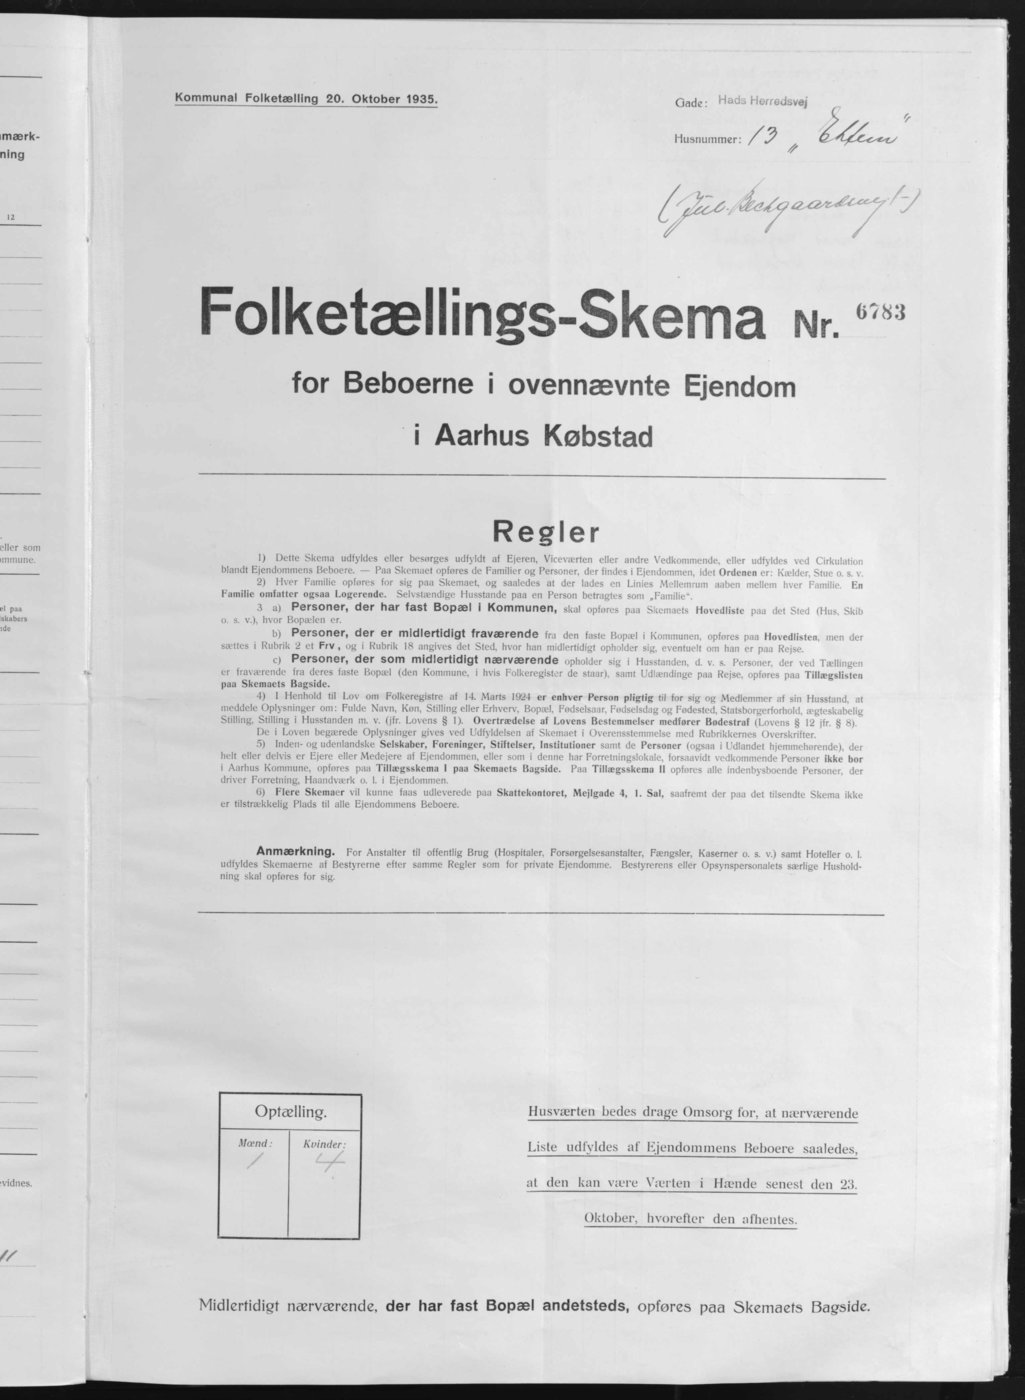 Kommunal Folketælling 20. Oktober 1935.
Gade: Hads Herredsvej
Husnummer: 13 „
Folketællings-Skema Nr. 6783
for Beboerne i ovennævnte Ejendom
i Aarhus Købstad
Regler
1) Dette Skema udfyldes eller besørges udfyldt af Ejeren, Viceværten eller andre Vedkommende, eller udfyldes ved Cirkulation
blandt Ejendommens Beboere. — Paa Skemaet opføres de Familier og Personer, der findes i Ejendommen, idet Ordenen er: Kælder, Stue o. s. v.
2) Hver Familie opføres for sig paa Skemaet, og saaledes at der lades en Linies Mellemrum aaben mellem hver Familie. En
Familie omfatter ogsaa Logerende. Selvstændige Husstande paa en Person betragtes som „Familie“.
3 a) Personer, der har fast Bopæl i Kommunen, skal opføres paa Skemaets Hovedliste paa det Sted (Hus, Skib
o. s. v.), hvor Bopælen er.
b) Personer, der er midlertidigt fraværende fra den faste Bopæl i Kommunen, opføres paa Hovedlisten, men der
sættes i Rubrik 2 et Frv, og i Rubrik 18 angives det Sted, hvor han midlertidigt opholder sig, eventuelt om han er paa Rejse.
c) Personer, der som midlertidigt nærværende opholder sig i Husstanden, d. v. s. Personer, der ved Tællingen
er fraværende fra deres faste Bopæl (den Kommune, i hvis Folkeregister de staar), samt Udlændinge paa Rejse, opføres paa Tillægslisten
paa Skemaets Bagside.
4) I Henhold til Lov om Folkeregistre af 14. Marts 1924 er enhver Person pligtig til for sig og Medlemmer af sin Husstand, at
meddele Oplysninger om: Fulde Navn, Køn, Stilling eller Erhverv, Bopæl, Fødselsaar, Fødselsdag og Fødested, Statsborgerforhold, ægteskabelig
Stilling, Stilling i Husstanden m. v. (jfr. Lovens § 1). Overtrædelse af Lovens Bestemmelser medfører Bødestraf (Lovens § 12 jfr. § 8).
De i Loven begærede Oplysninger gives ved Udfyldelsen af Skemaet i Overensstemmelse med Rubrikkernes Overskrifter.
5) Inden- og udenlandske Selskaber, Foreninger, Stiftelser, Institutioner samt de Personer (ogsaa i Udlandet hjemmehørende), der
helt eller delvis er Ejere eller Medejere af Ejendommen, eller som i denne har Forretningslokale, forsaavidt vedkommende Personer ikke bor
i Aarhus Kommune, opføres paa Tillægsskema I paa Skemaets Bagside. Paa Tillægsskema II opføres alle indenbysboende Personer, der
driver Forretning, Haandværk o. l. i Ejendommen.
6) Flere Skemaer vil kunne faas udleverede paa Skattekontoret, Mejlgade 4, 1. Sal, saafremt der paa det tilsendte Skema ikke
er tilstrækkelig Plads til alle Ejendommens Beboere.
Anmærkning. For Anstalter til offentlig Brug (Hospitaler, Forsørgelsesanstalter, Fængsler, Kaserner o. s. v.) samt Hoteller o. l.
udfyldes Skemaerne af Bestyrerne efter samme Regler som for private Ejendomme. Bestyrerens eller Opsynspersonalets særlige Hushold-
ning skal opføres for sig.
Optælling.
Mænd: Kvinder:
1 4
Husværten bedes drage Omsorg for, at nærværende
Liste udfyldes af Ejendommens Beboere saaledes,
at den kan være Værten i Hænde senest den 23.
Oktober, hvorefter den afhentes.
Midlertidigt nærværende, der har fast Bopæl andetsteds, opføres paa Skemaets Bagside.